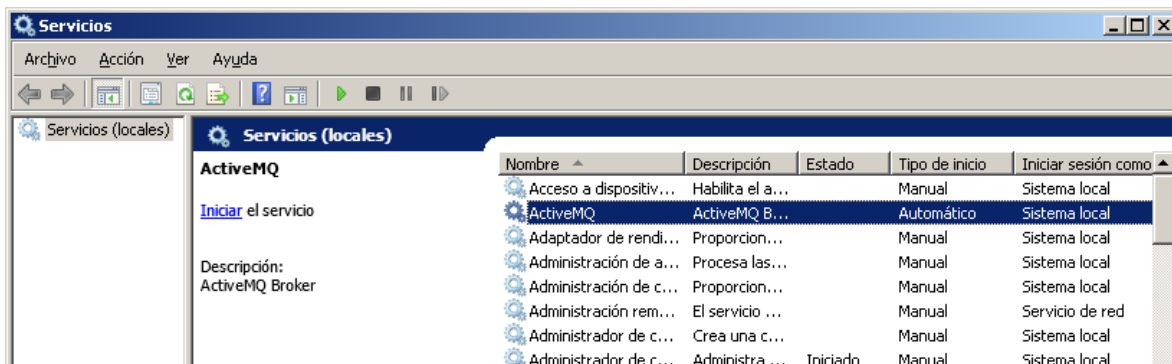 Servicios
Archivo Acción Ver Ayuda
Servicios (locales)
Servicios (locales)
ActiveMQ
Iniciar el servicio
Descripción:
ActiveMQ Broker
Nombre Descripción Estado Tipo de inicio Iniciar sesión como
Acceso a dispositiv... Habilita el a... Manual Sistema local
ActiveMQ ActiveMQ B... Automático Sistema local
Adaptador de rendi... Proporcion... Manual Sistema local
Administración de a... Procesa las... Manual Sistema local
Administración de c... Proporcion... Manual Sistema local
Administración rem... El servicio ... Manual Servicio de red
Administrador de c... Crea una c... Manual Sistema local
Administrador de c... Administra ... Iniciado Manual Sistema local